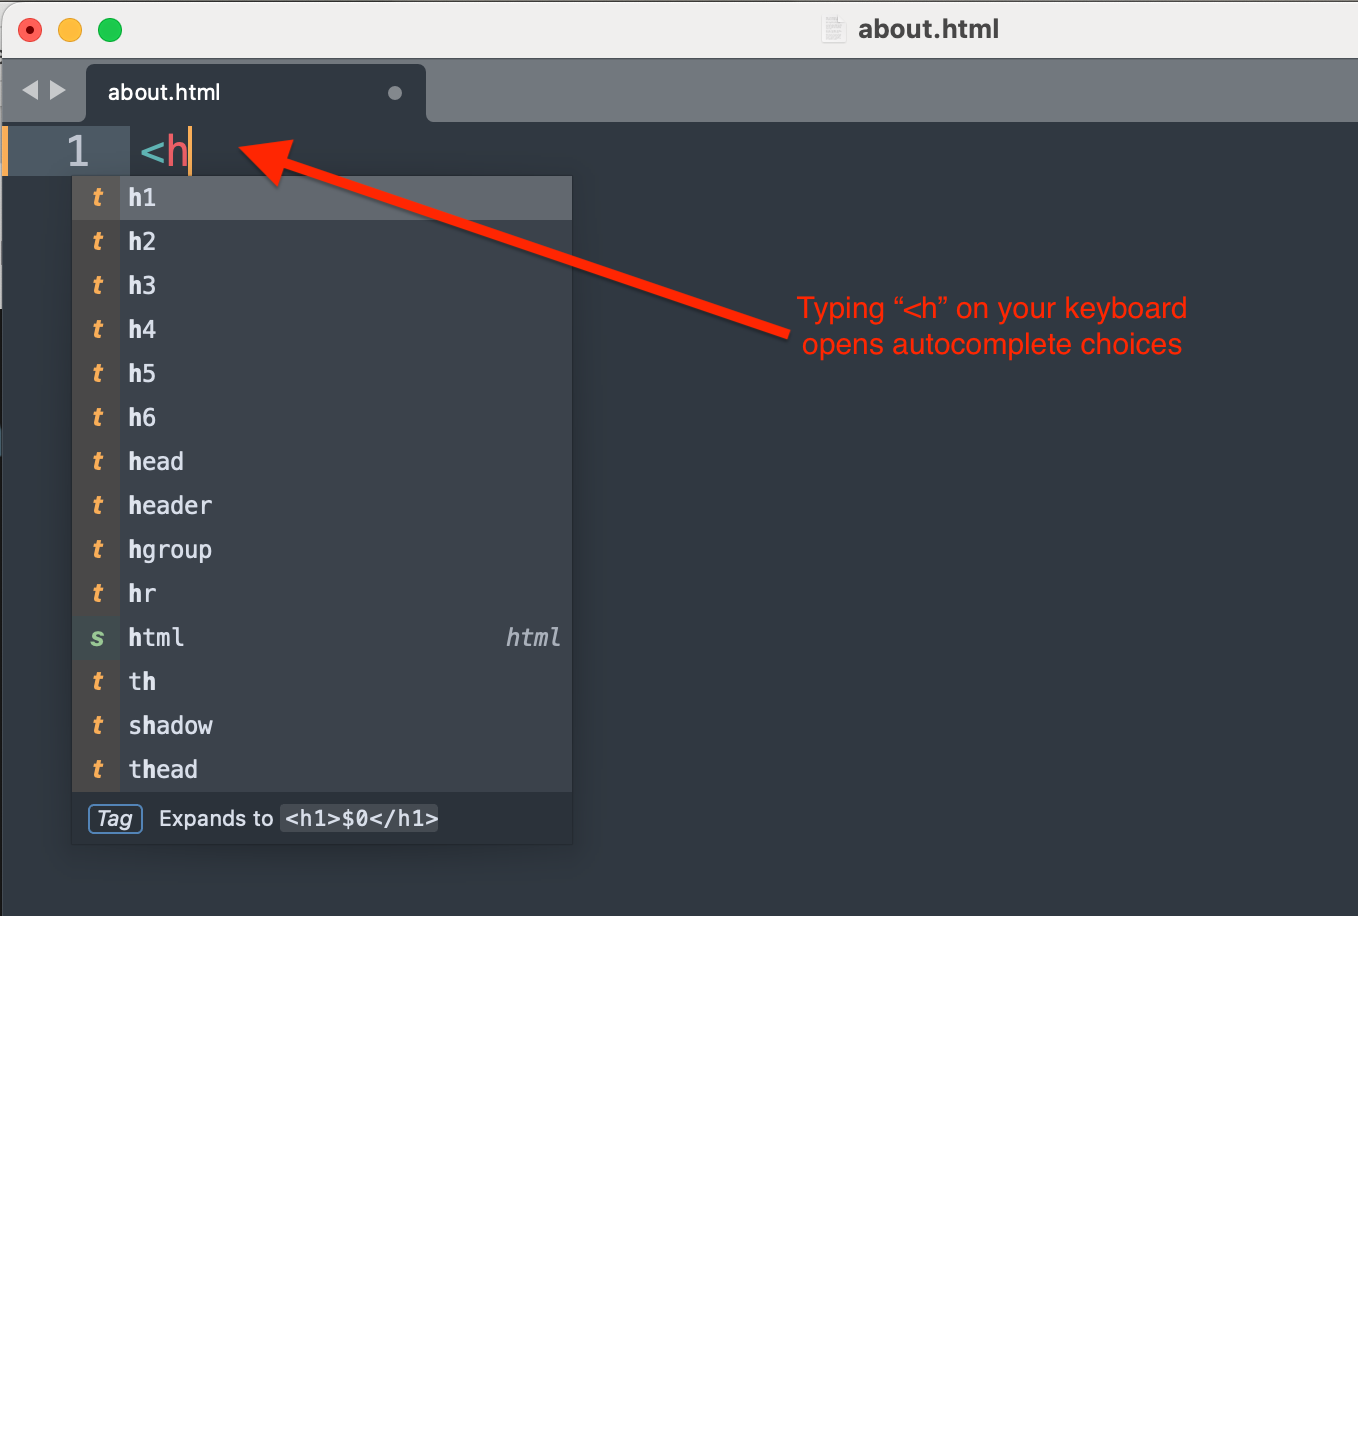 about.html
about.html
1 <h
t h1
t h2
t h3
t h4
t h5
t h6
t head
t header
t hgroup
t hr
s html html
t th
t shadow
t thead
Tag Expands to <h1>$0</h1>
Typing “<h” on your keyboard
opens autocomplete choices